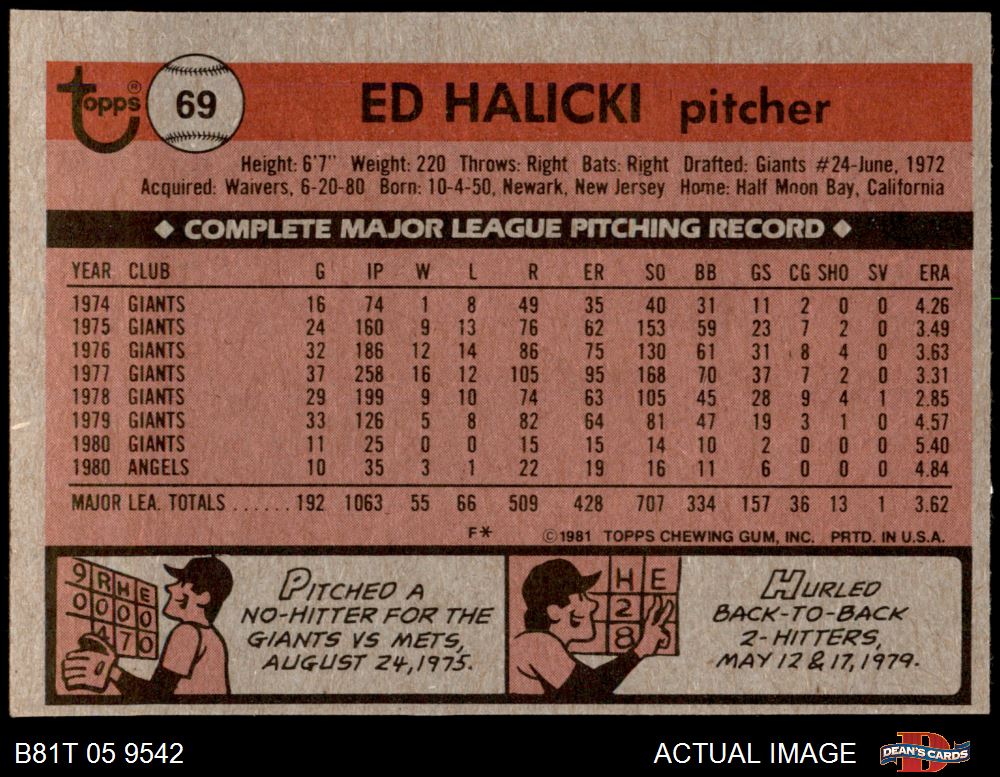 Topps ® 69 ED HALICKI pitcher
Height: 6'7" Weight: 220 Throws: Right Bats: Right Drafted: Giants #24-June, 1972
Acquired: Waivers, 6-20-80 Born: 10-4-50, Newark, New Jersey Home: Half Moon Bay, California
◆ COMPLETE MAJOR LEAGUE PITCHING RECORD ◆
YEAR CLUB G IP W L R ER SO BB GS CG SHO SV ERA
1974 GIANTS 16 74 1 8 49 35 40 31 11 2 0 0 4.26
1975 GIANTS 24 160 9 13 76 62 153 59 23 7 2 0 3.49
1976 GIANTS 32 186 12 14 86 75 130 61 31 8 4 0 3.63
1977 GIANTS 37 258 16 12 105 95 168 70 37 7 2 0 3.31
1978 GIANTS 29 199 9 10 74 63 105 45 28 9 4 1 2.85
1979 GIANTS 33 126 5 8 82 64 81 47 19 3 1 0 4.57
1980 GIANTS 11 25 0 0 15 15 14 10 2 0 0 0 5.40
1980 ANGELS 10 35 3 1 22 19 16 11 6 0 0 0 4.84
MAJOR LEA. TOTALS ...... 192 1063 55 66 509 428 707 334 157 36 13 1 3.62
F* ©1981 TOPPS CHEWING GUM, INC. PRTD. IN U.S.A.
9 R H E
0 0 0 0
4 7 0
PITCHED A
NO-HITTER FOR THE
GIANTS VS METS,
AUGUST 24, 1975.
H E
2
8
HURLED
BACK-TO-BACK
2-HITTERS,
MAY 12 & 17, 1979.
B81T 05 9542 ACTUAL IMAGE DEAN'S CARDS